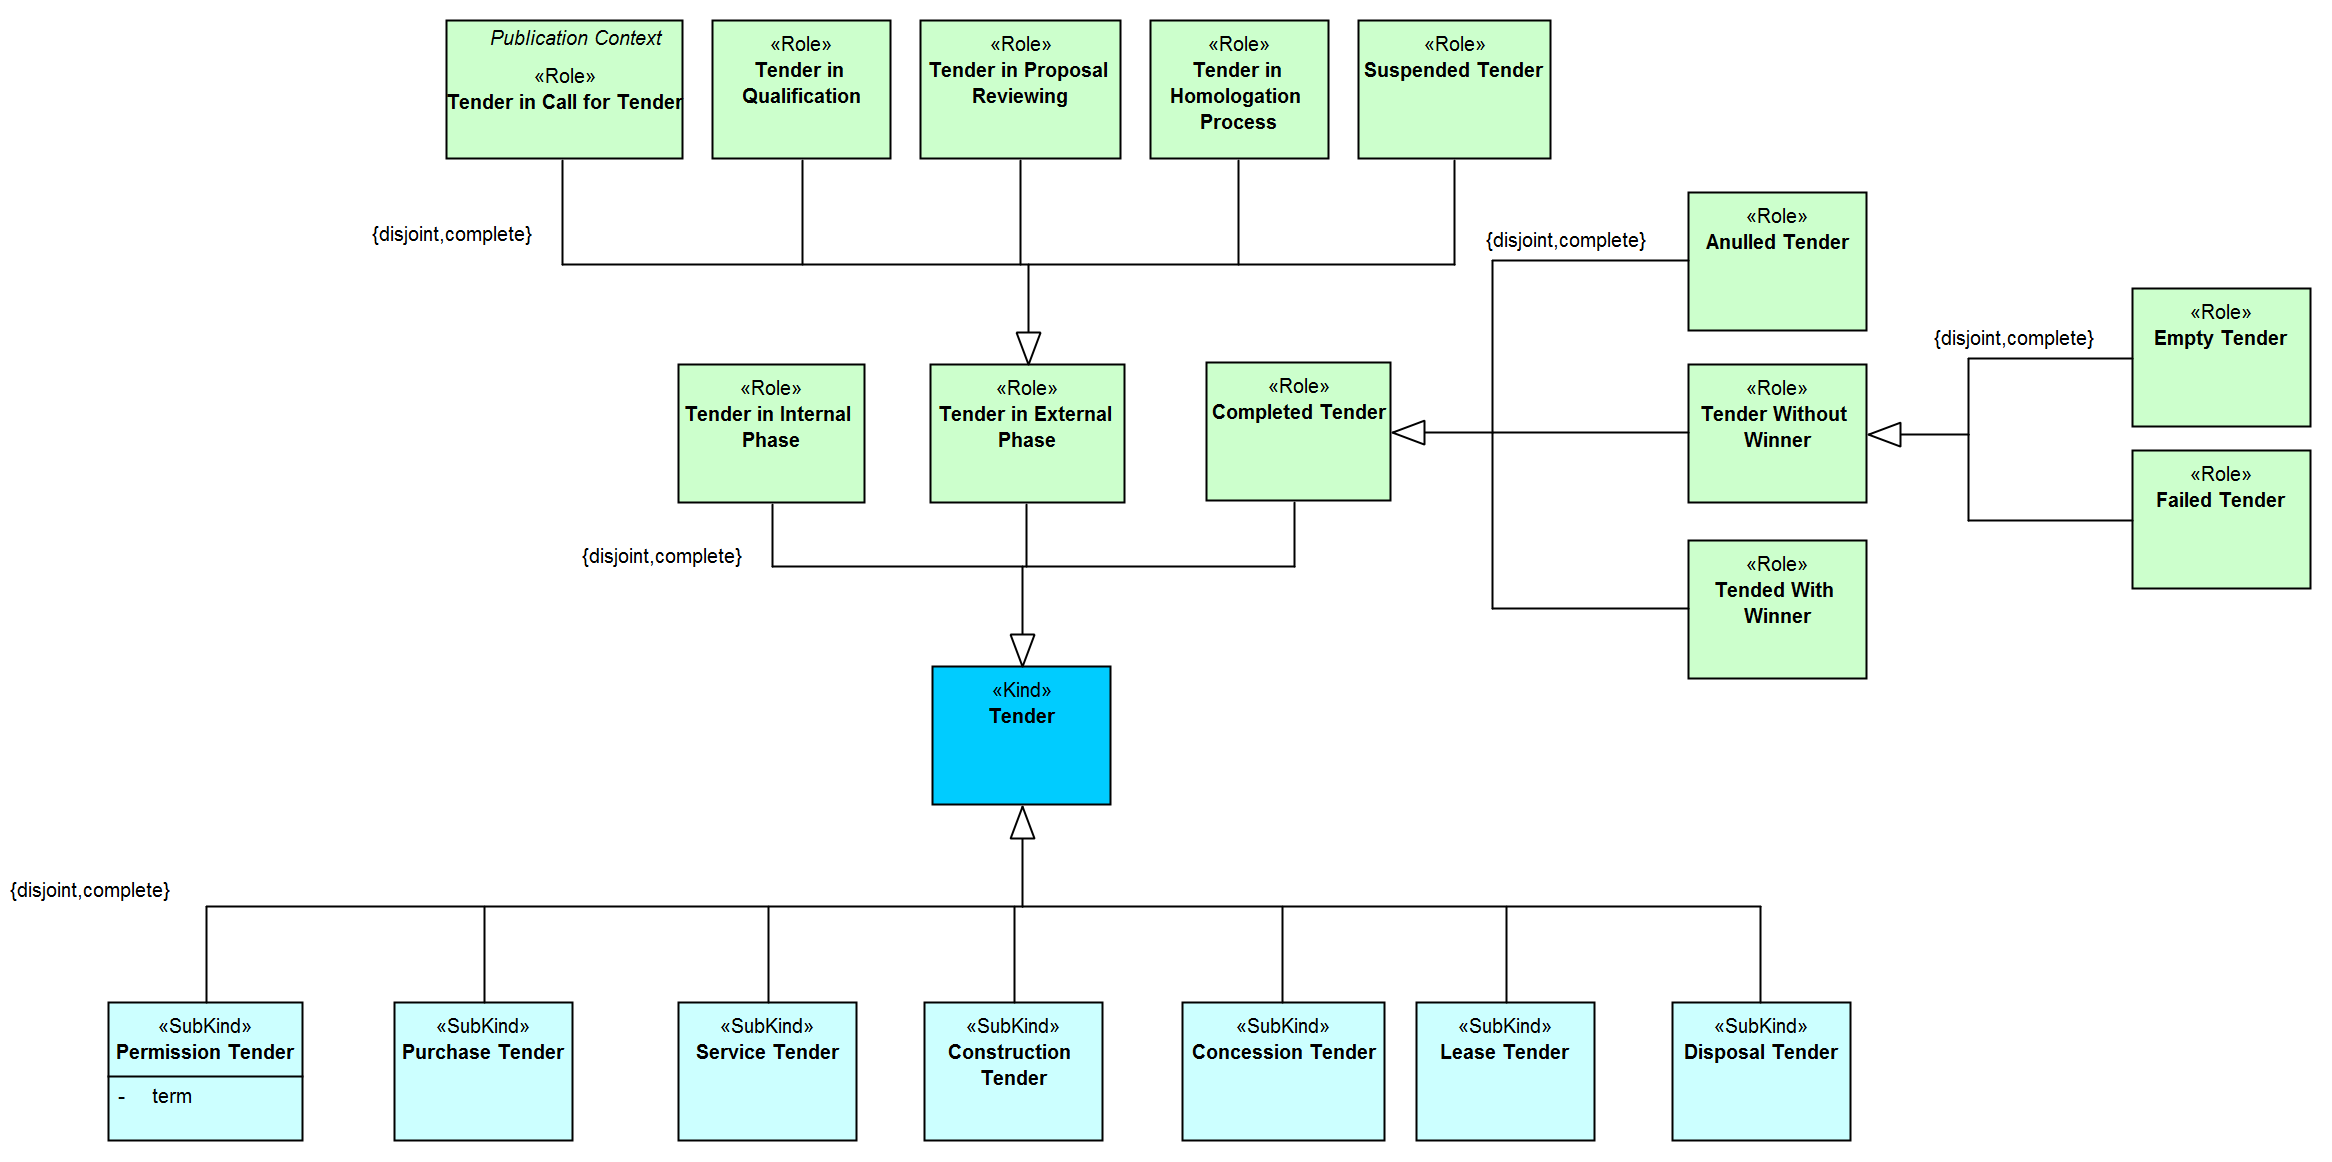 Publication Context
«Role»
Tender in Call for Tender
«Role»
Tender in
Qualification
«Role»
Tender in Proposal
Reviewing
«Role»
Tender in
Homologation
Process
«Role»
Suspended Tender
{disjoint,complete}
{disjoint,complete}
«Role»
Anulled Tender
{disjoint,complete}
«Role»
Empty Tender
«Role»
Tender in Internal
Phase
«Role»
Tender in External
Phase
«Role»
Completed Tender
«Role»
Tender Without
Winner
«Role»
Failed Tender
{disjoint,complete}
«Role»
Tended With
Winner
«Kind»
Tender
{disjoint,complete}
«SubKind»
Permission Tender
- term
«SubKind»
Purchase Tender
«SubKind»
Service Tender
«SubKind»
Construction
Tender
«SubKind»
Concession Tender
«SubKind»
Lease Tender
«SubKind»
Disposal Tender